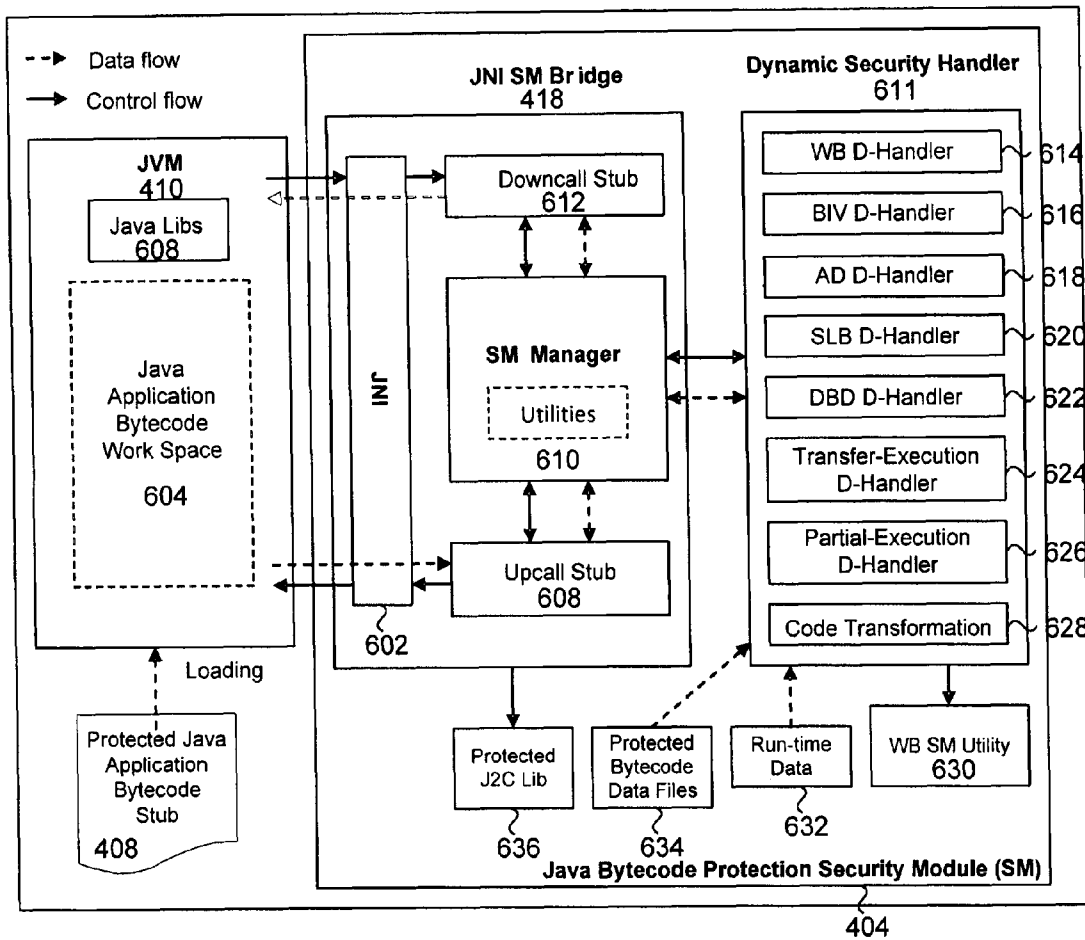 Data flow
Control flow
JVM
410
Java Libs
608
Java
Application
Bytecode
Work Space
604
Loading
Protected Java
Application
Bytecode
Stub
408
JNI SM Bridge
418
JNI
602
Downcall Stub
612
SM Manager
Utilities
610
Upcall Stub
608
Dynamic Security Handler
611
WB D-Handler
614
BIV D-Handler
616
AD D-Handler
618
SLB D-Handler
620
DBD D-Handler
622
Transfer-Execution
D-Handler
624
Partial-Execution
D-Handler
626
Code Transformation
628
Protected
J2C Lib
636
Protected
Bytecode
Data Files
634
Run-time
Data
632
WB SM Utility
630
Java Bytecode Protection Security Module (SM)
404